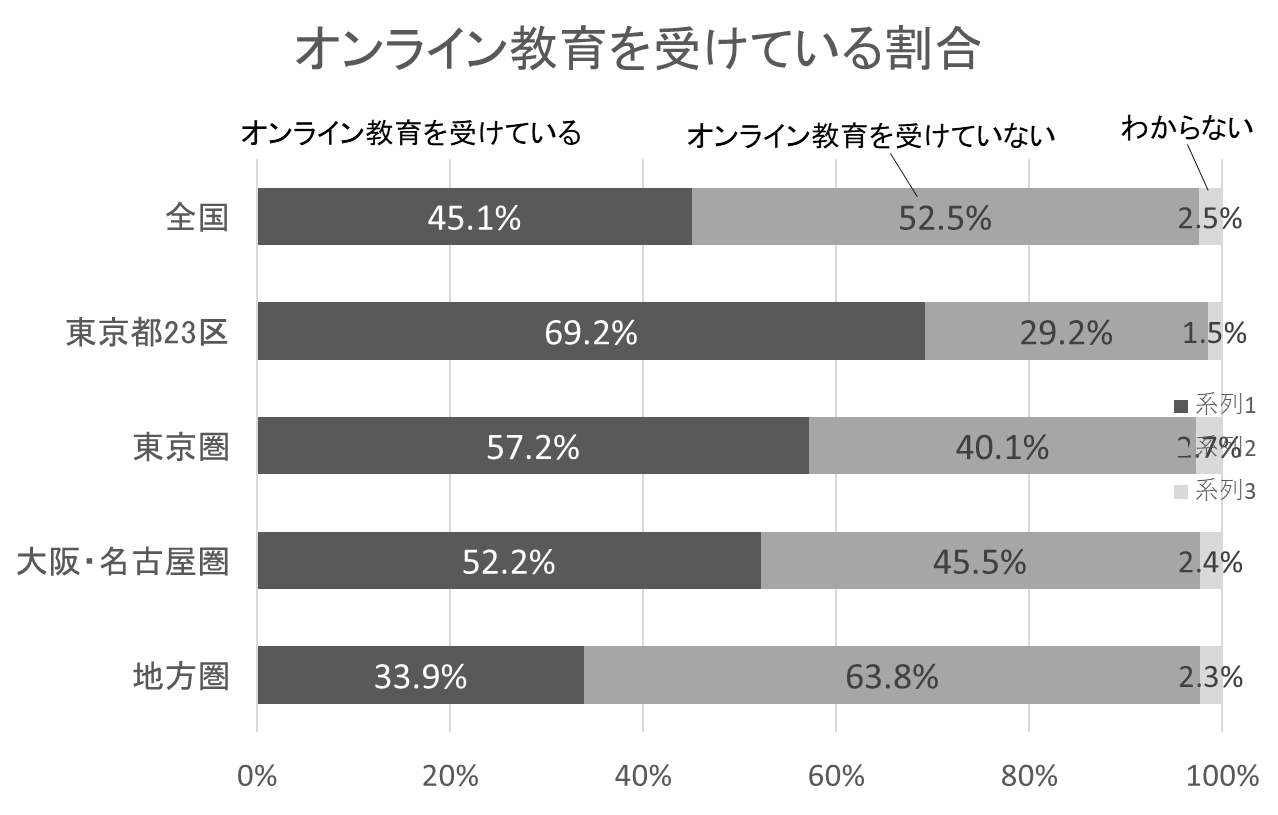 オンライン教育を受けている割合
オンライン教育を受けている オンライン教育を受けていない わからない
全国 45.1% 52.5% 2.5%
東京都23区 69.2% 29.2% 1.5%
系列1
東京圏 57.2% 40.1% 2.7%
系列2
系列3
大阪・名古屋圏 52.2% 45.5% 2.4%
地方圏 33.9% 63.8% 2.3%
0% 20% 40% 60% 80% 100%